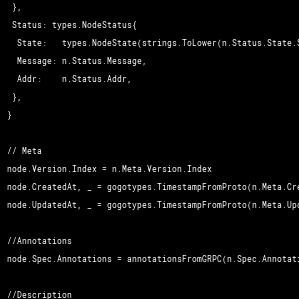 },
Status: types.NodeStatus{
State:   types.NodeState(strings.ToLower(n.Status.State.
Message: n.Status.Message,
Addr:    n.Status.Addr,
},
}
// Meta
node.Version.Index = n.Meta.Version.Index
node.CreatedAt, _ = gogotypes.TimestampFromProto(n.Meta.Cre
node.UpdatedAt, _ = gogotypes.TimestampFromProto(n.Meta.Upd
//Annotations
node.Spec.Annotations = annotationsFromGRPC(n.Spec.Annotati
//Description